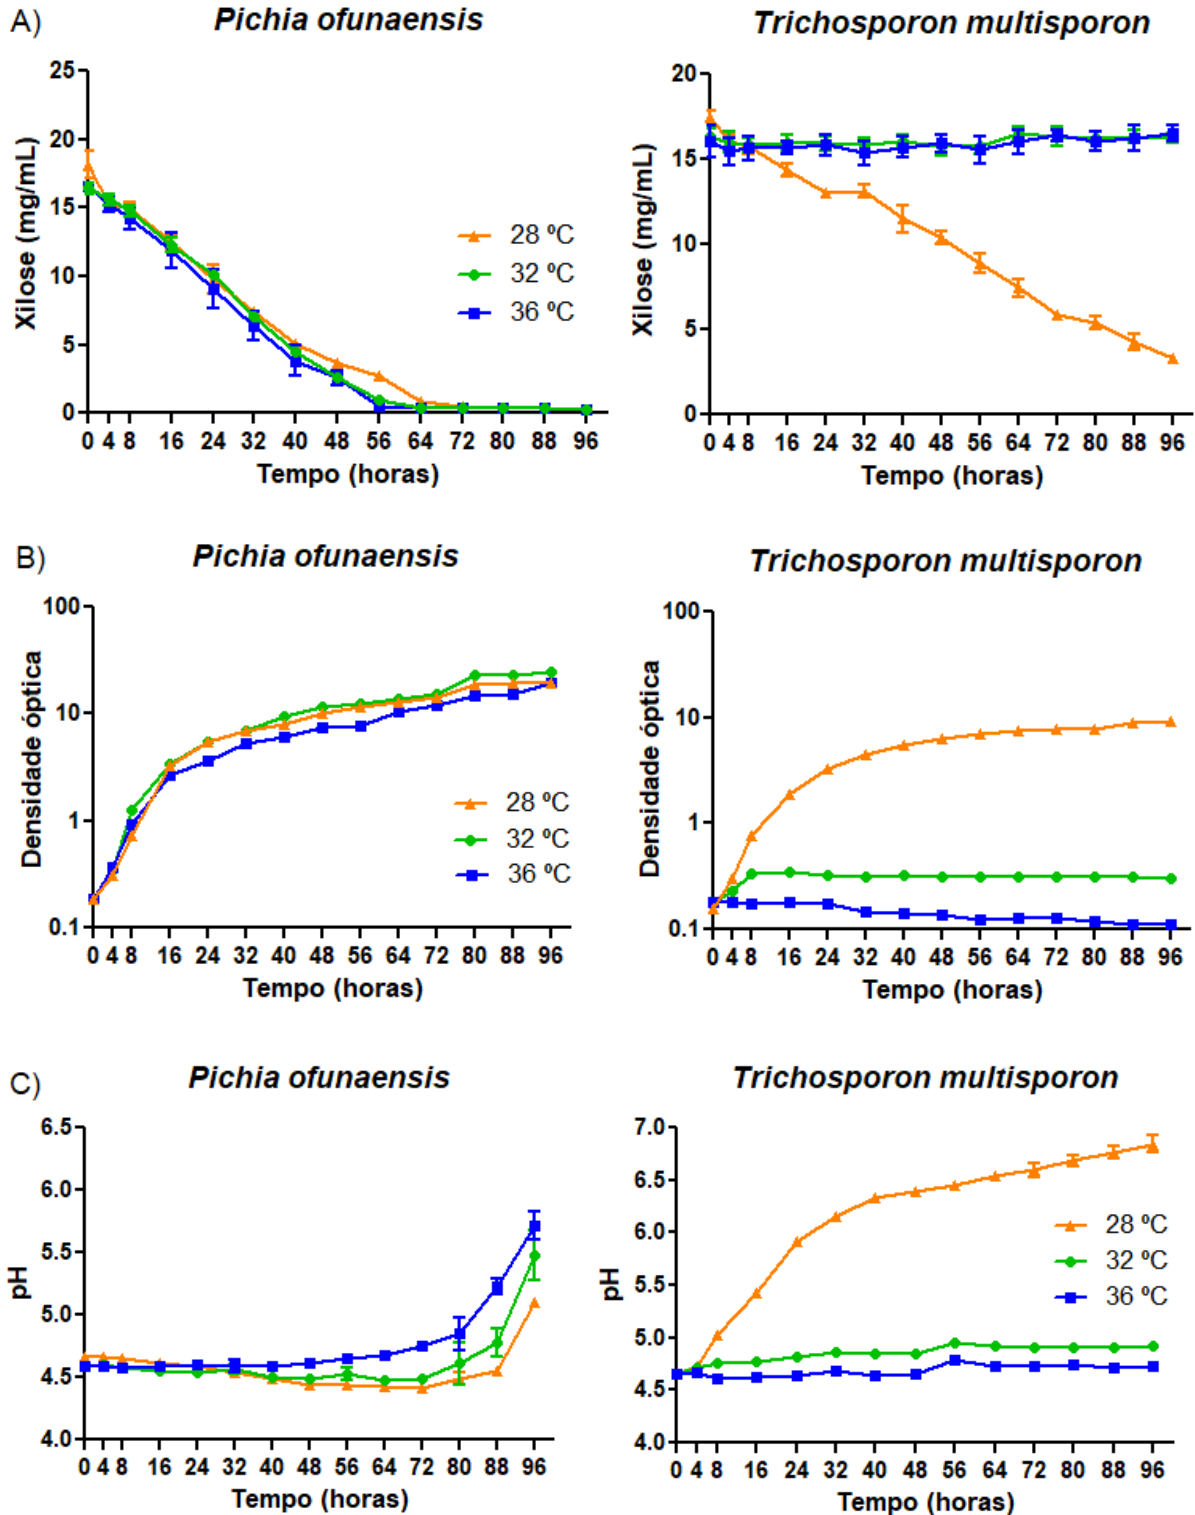 A)
Pichia ofunaensis
Trichosporon multisporon
Xilose (mg/mL)
25
20
15
10
5
0
28 ºC
32 ºC
36 ºC
0 4 8 16 24 32 40 48 56 64 72 80 88 96
Tempo (horas)
Xilose (mg/mL)
20
15
10
5
0
0 4 8 16 24 32 40 48 56 64 72 80 88 96
Tempo (horas)
B)
Pichia ofunaensis
Trichosporon multisporon
Densidade óptica
100
10
1
0.1
28 ºC
32 ºC
36 ºC
0 4 8 16 24 32 40 48 56 64 72 80 88 96
Tempo (horas)
Densidade óptica
100
10
1
0.1
0 4 8 16 24 32 40 48 56 64 72 80 88 96
Tempo (horas)
C)
Pichia ofunaensis
Trichosporon multisporon
pH
6.5
6.0
5.5
5.0
4.5
4.0
0 4 8 16 24 32 40 48 56 64 72 80 88 96
Tempo (horas)
pH
7.0
6.5
6.0
5.5
5.0
4.5
4.0
28 ºC
32 ºC
36 ºC
0 4 8 16 24 32 40 48 56 64 72 80 88 96
Tempo (horas)